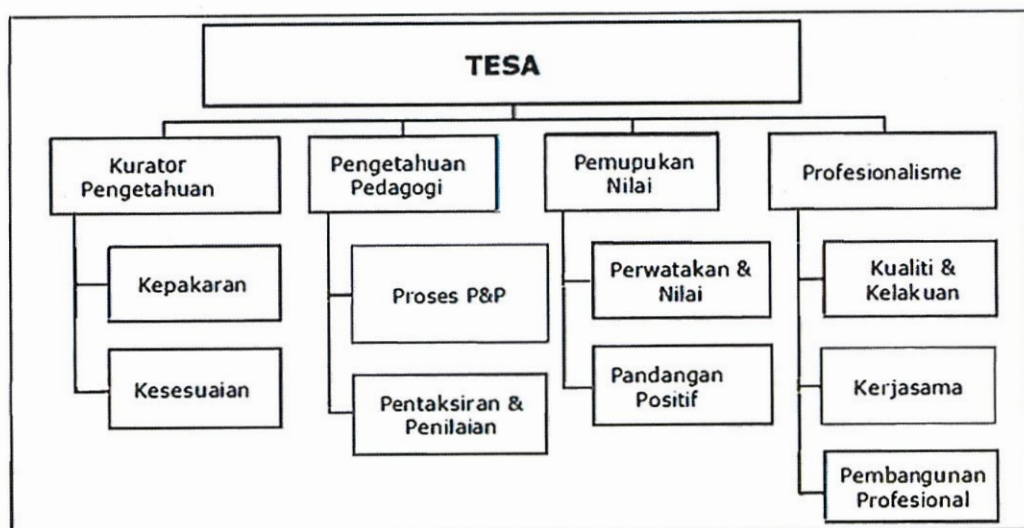 TESA
Kurator
Pengetahuan
Kepakaran
Kesesuaian
Pengetahuan
Pedagogi
Proses P&P
Pentaksiran &
Penilaian
Pemupukan
Nilai
Perwatakan &
Nilai
Pandangan
Positif
Profesionalisme
Kualiti &
Kelakuan
Kerjasama
Pembangunan
Profesional